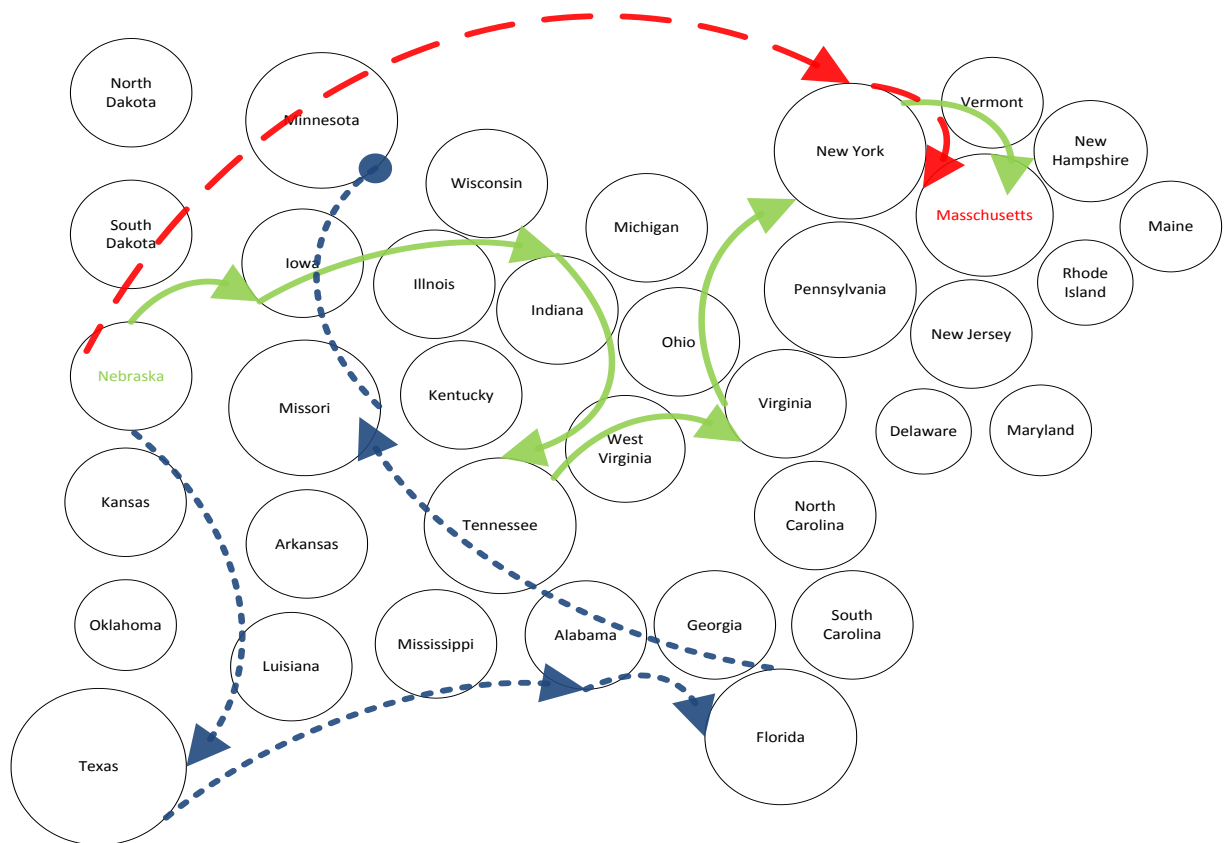 North
Dakota
Minnesota
Vermont
New York
New
Hampshire
Wisconsin
South
Dakota
Michigan
Masschusetts
Maine
Iowa
Illnois
Rhode
Island
Pennsylvania
Indiana
New Jersey
Ohio
Nebraska
Kentucky
Missori
Virginia
Delaware
Maryland
West
Virginia
Kansas
North
Carolina
Tennessee
Arkansas
Oklahoma
Georgia
South
Carolina
Alabama
Mississippi
Luisiana
Florida
Texas